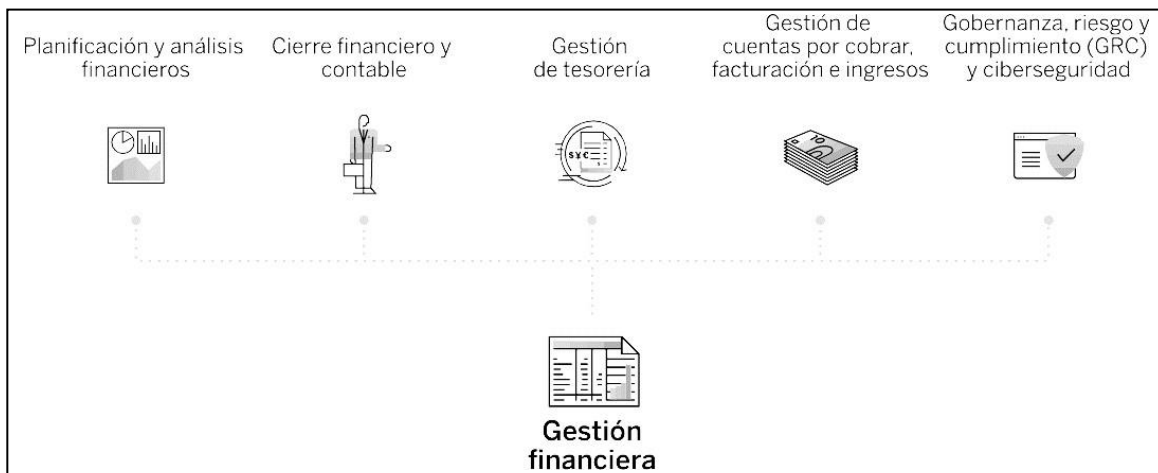 Planificación y análisis
financieros
Cierre financiero y
contable
Gestión
de tesorería
Gestión de
cuentas por cobrar,
facturación e ingresos
Gobernanza, riesgo y
cumplimiento (GRC)
y ciberseguridad
$¥€
10
Gestión
financiera